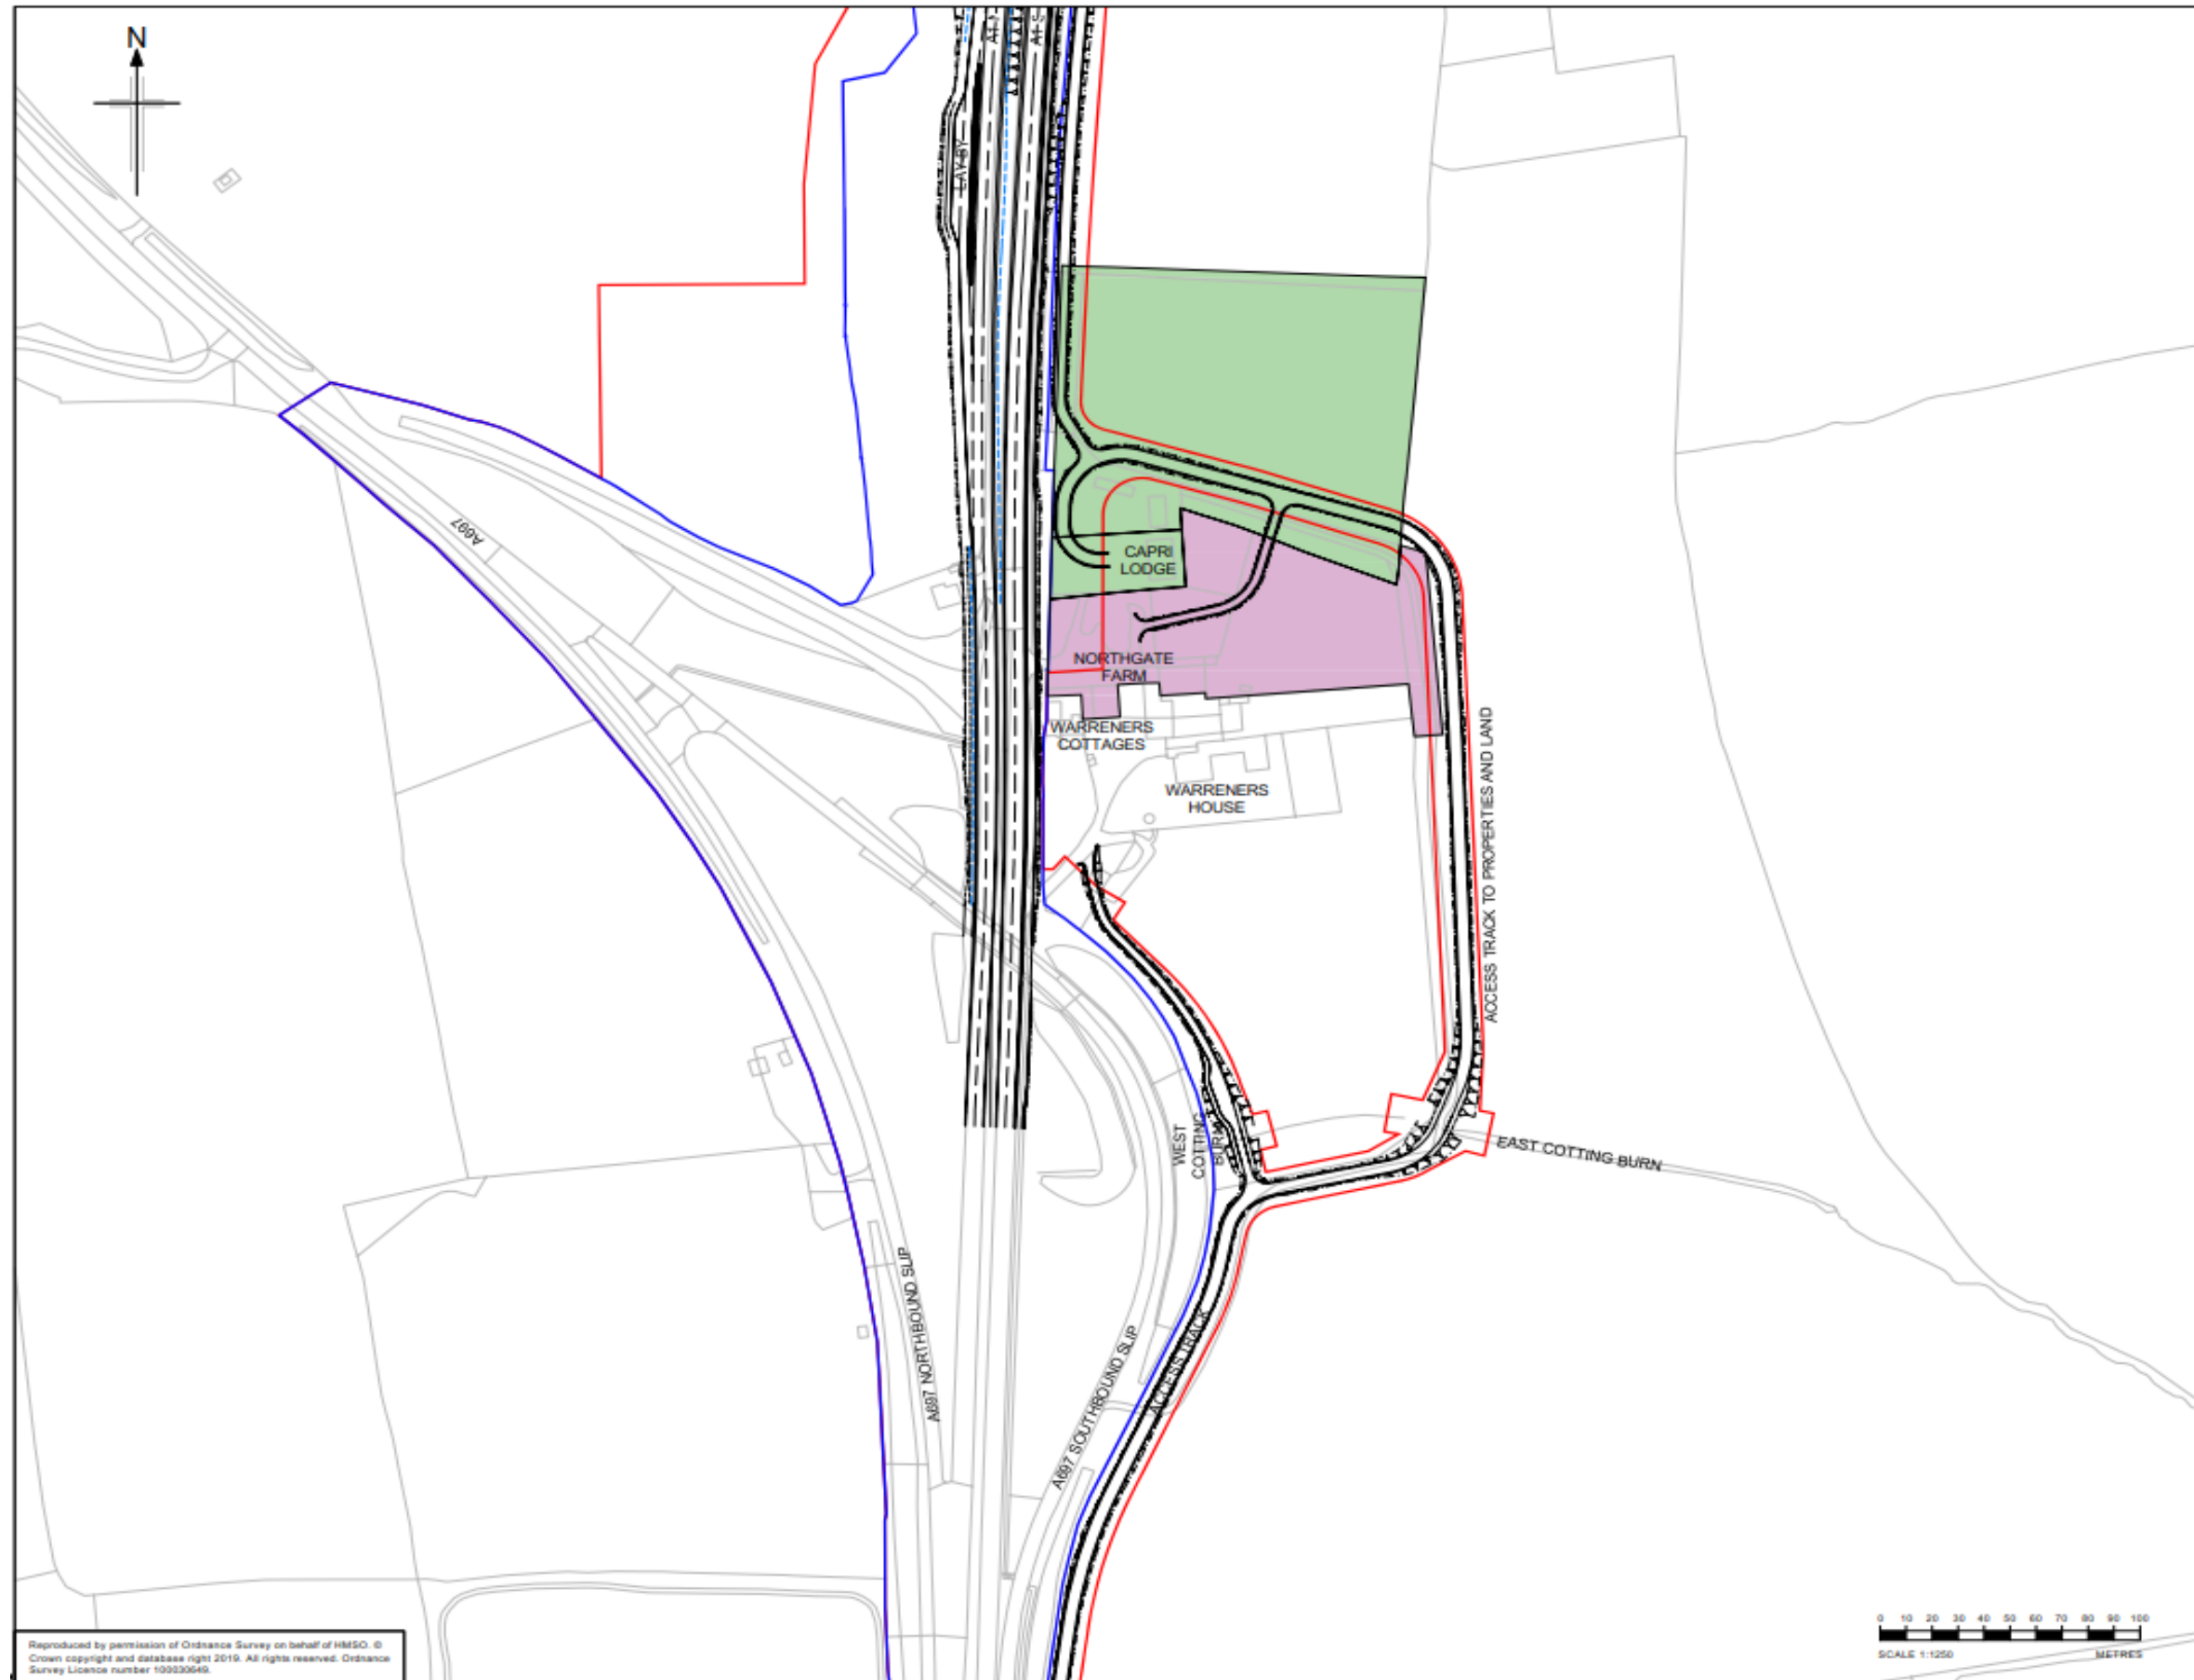 N
A1 N
A1 S
LAY-BY
A697
CAPRI
LODGE
NORTHGATE
FARM
WARRENERS
COTTAGES
WARRENERS
HOUSE
ACCESS TRACK TO PROPERTIES AND LAND
WEST
COTTING
BURN
EAST COTTING BURN
A697 NORTHBOUND SLIP
A697 SOUTHBOUND SLIP
ACCESS TRACK
0 10 20 30 40 50 60 70 80 90 100
SCALE 1:1250 METRES
Reproduced by permission of Ordnance Survey on behalf of HMSO. ©
Crown copyright and database right 2019. All rights reserved. Ordnance
Survey Licence number 100030649.